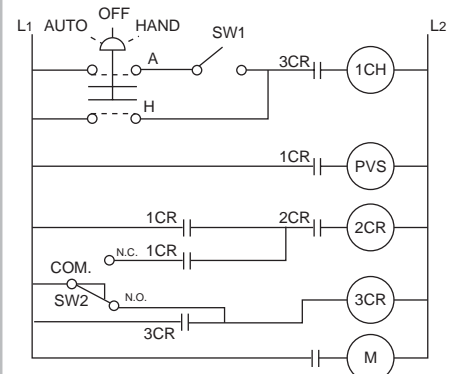 L1 AUTO OFF HAND L2
SW1
A 3CR 1CH
H
1CR PVS
1CR 2CR 2CR
N.C. 1CR
COM.
SW2 N.O. 3CR
3CR
M